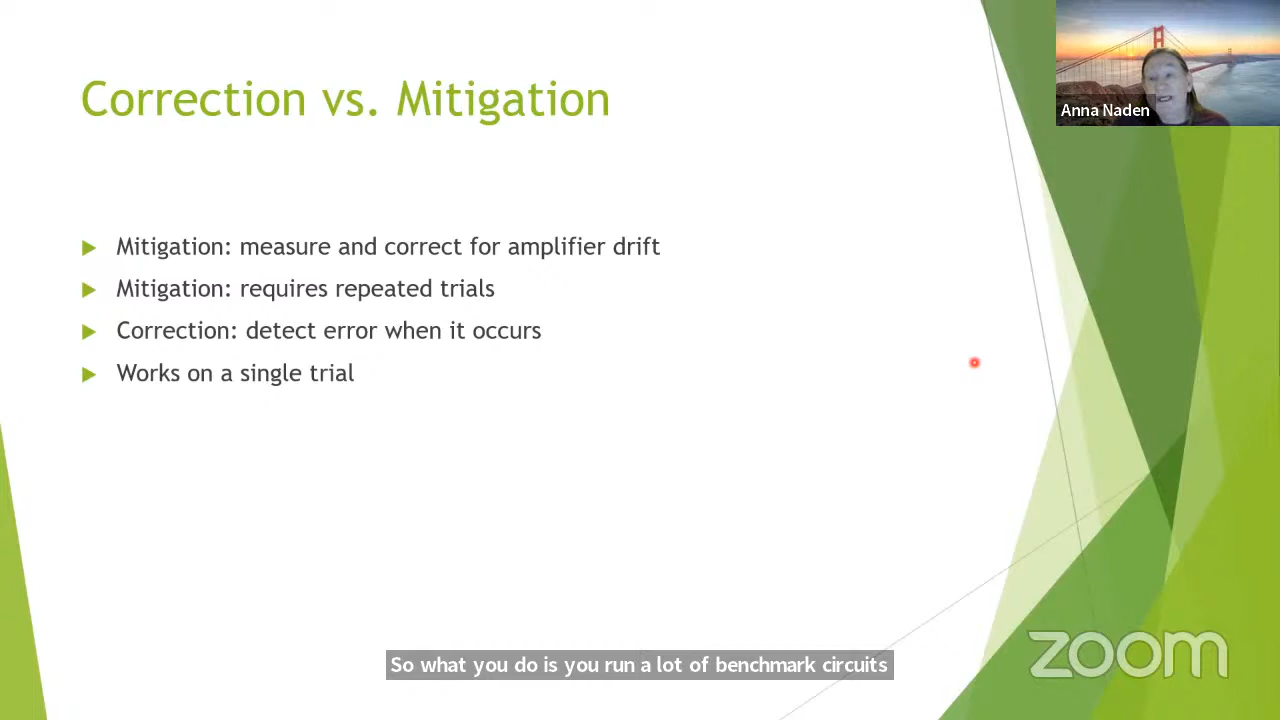 Correction vs. Mitigation
Anna Naden
Mitigation: measure and correct for amplifier drift
Mitigation: requires repeated trials
Correction: detect error when it occurs
Works on a single trial
So what you do is you run a lot of benchmark circuits
zoom